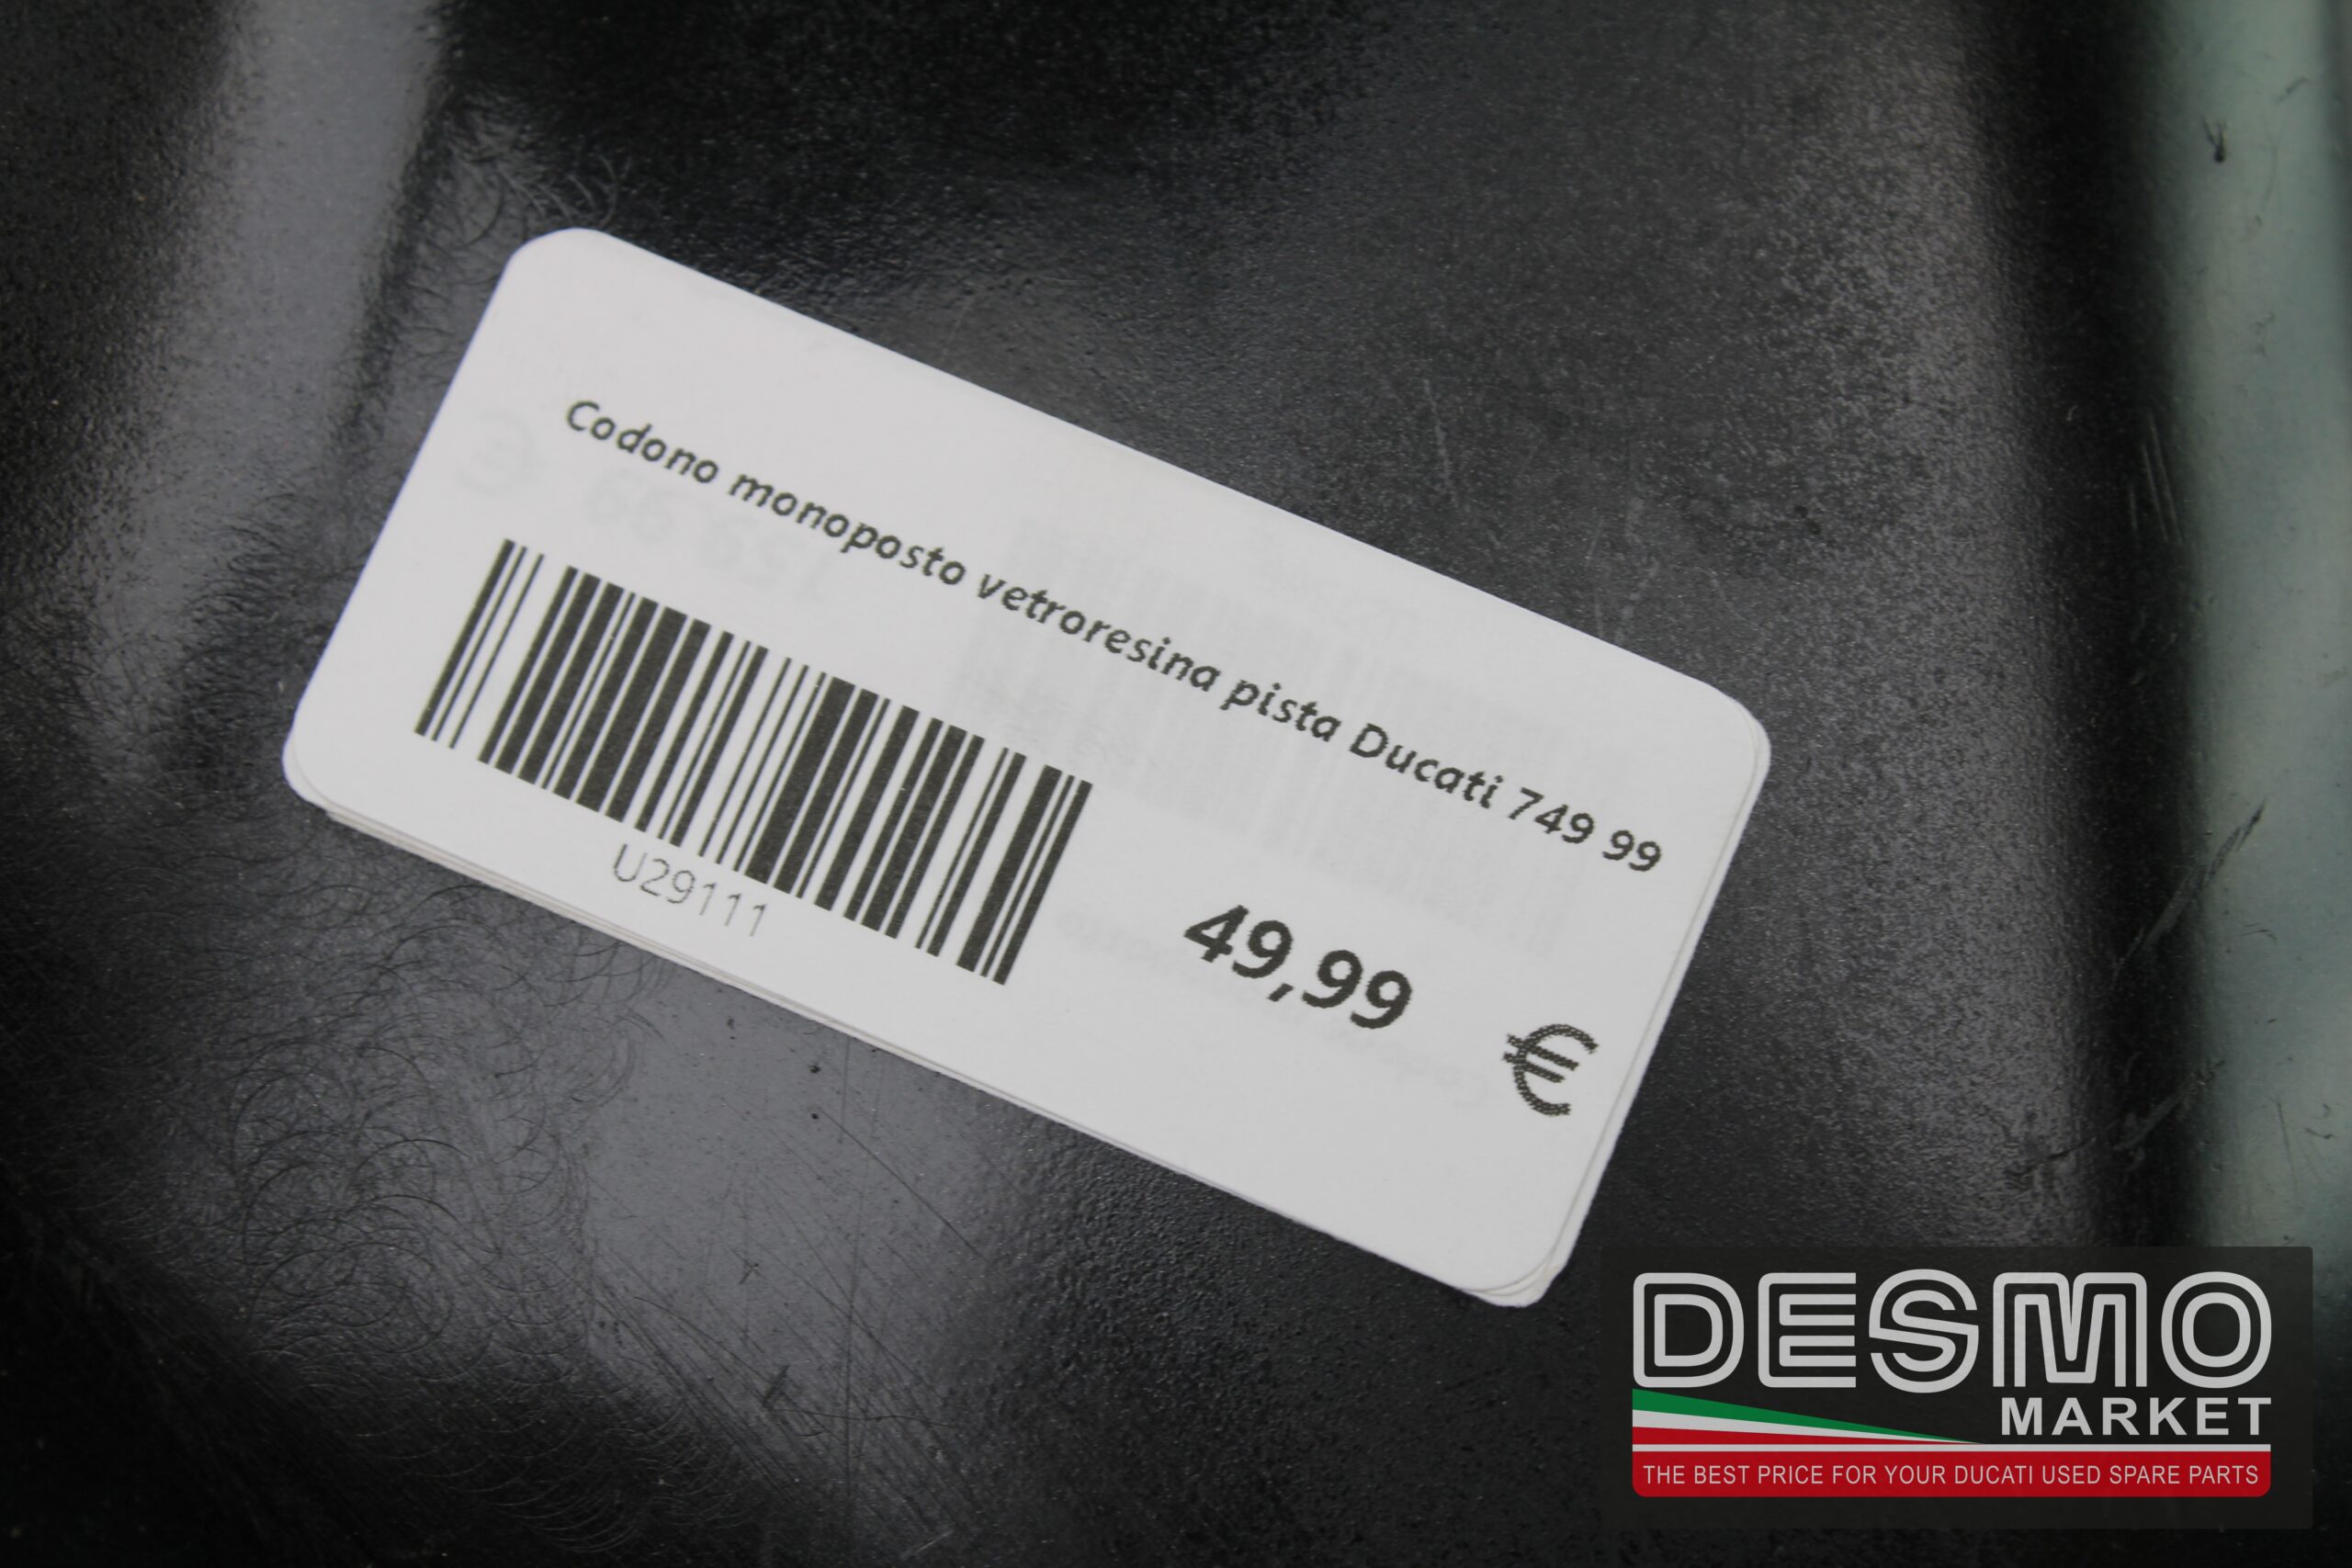 Codono monoposto vetroresina pista Ducati 749 99
U29111
49,99
€
DESMO
MARKET
THE BEST PRICE FOR YOUR DUCATI USED SPARE PARTS